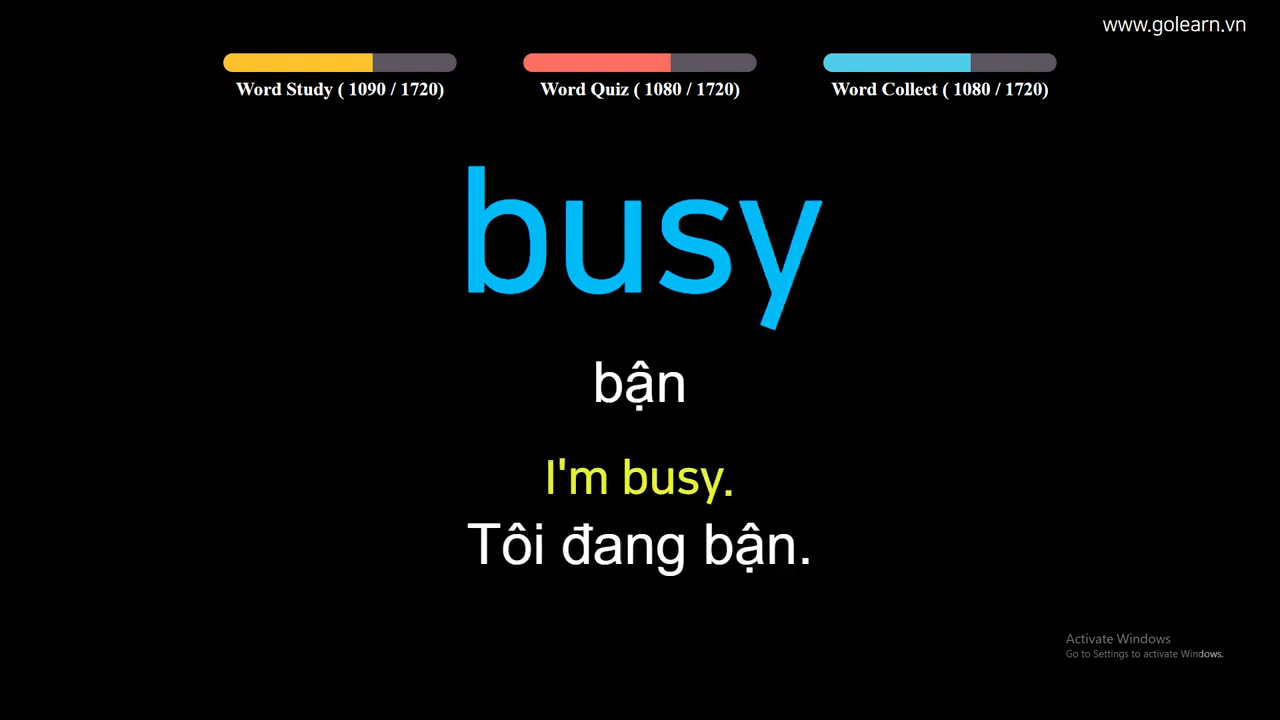 www.golearn.vn
Word Study ( 1090 / 1720)
Word Quiz ( 1080 / 1720)
Word Collect ( 1080 / 1720)
busy
bận
I'm busy.
Tôi đang bận.
Activate Windows
Go to Settings to activate Windows.